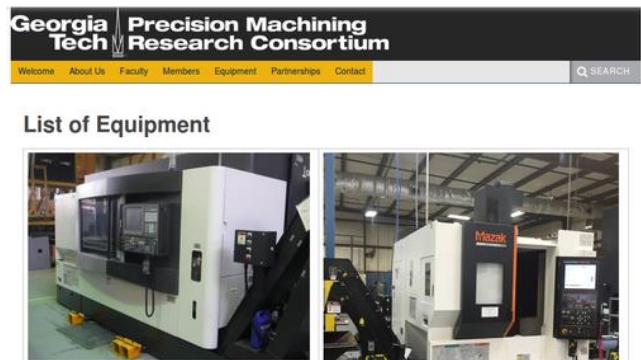 Georgia Tech
Precision Machining
Research Consortium
Welcome About Us Faculty Members Equipment Partnerships Contact
SEARCH
List of Equipment
Mazak